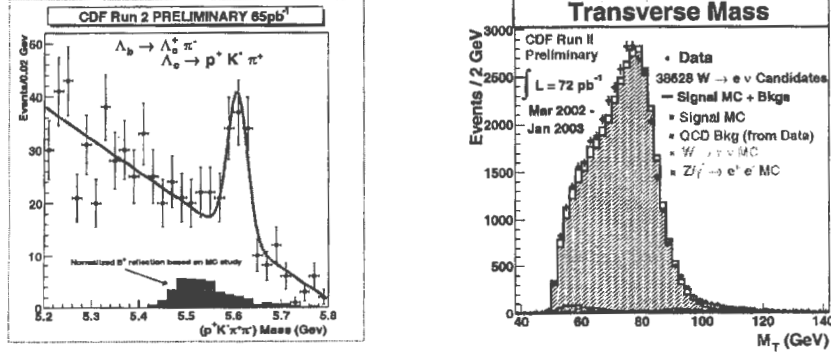 CDF Run 2 PRELIMINARY 65pb⁻¹
Λb → Λc⁺ π⁻
Λc → p⁺ K⁻ π⁺
Events/0.02 GeV
60
50
40
30
20
10
0
Normalized B⁰ reflection based on MC study
5.2 5.3 5.4 5.5 5.6 5.7 5.8
(p⁺K⁻π⁺π⁻) Mass (GeV)
Transverse Mass
CDF Run II
Preliminary
∫ L = 72 pb⁻¹
Mar 2002 -
Jan 2003
Data
38628 W → e ν Candidates
Signal MC + Bkgs
Signal MC
QCD Bkg (from Data)
W → MC
→ e⁺ e⁻ MC
Events / 2 GeV
3000
2500
2000
1500
1000
500
0
40 60 80 100 120 140
M_T (GeV)